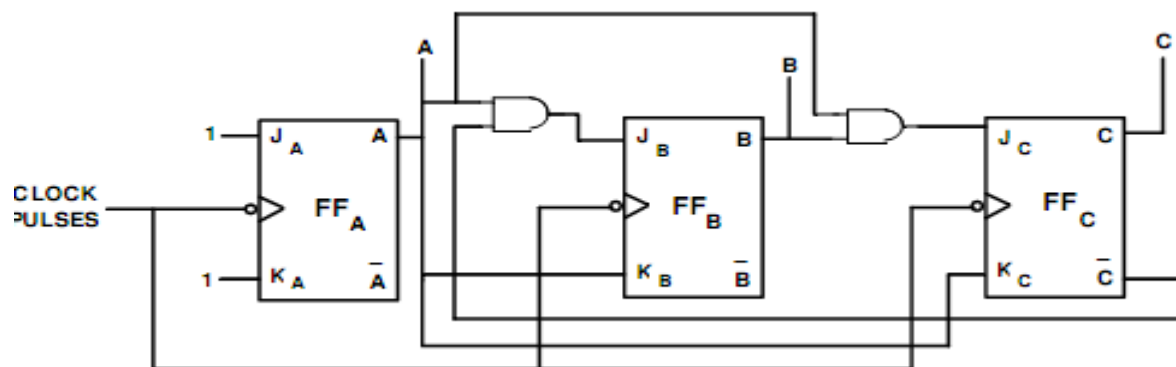 A
B
C
1
J A
A
CLOCK
PULSES
FF A
1
K A
A̅
J B
B
FF B
K B
B̅
J C
C
FF C
K C
C̅